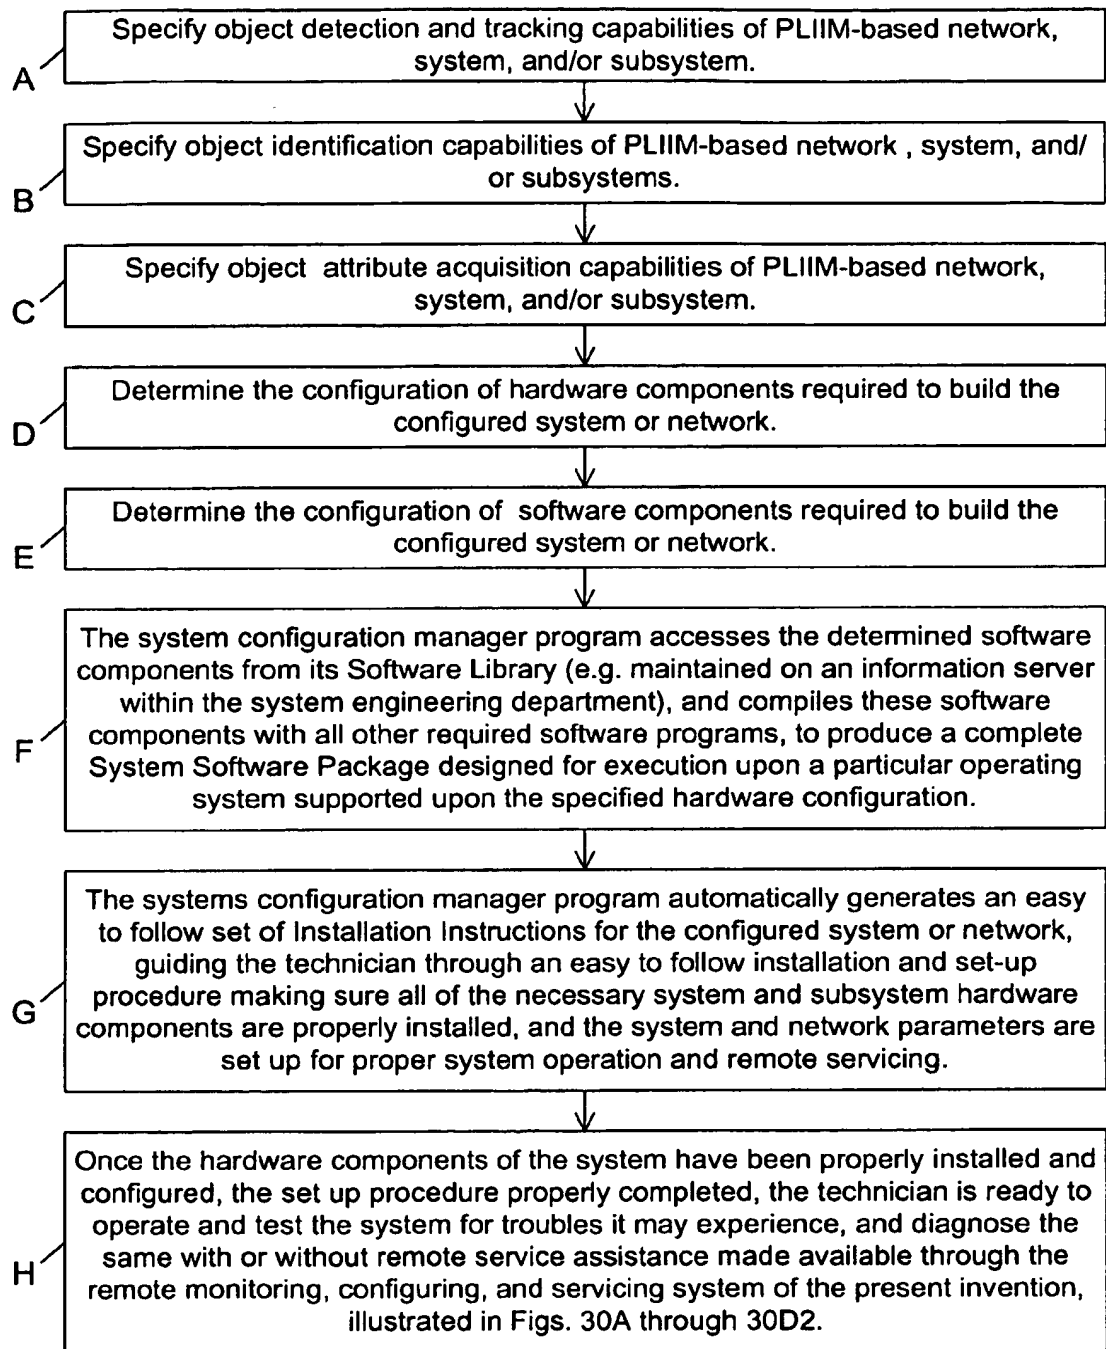 Specify object detection and tracking capabilities of PLIIM-based network,
system, and/or subsystem.
A
Specify object identification capabilities of PLIIM-based network , system, and/
or subsystems.
B
Specify object attribute acquisition capabilities of PLIIM-based network,
system, and/or subsystem.
C
Determine the configuration of hardware components required to build the
configured system or network.
D
Determine the configuration of software components required to build the
configured system or network.
E
The system configuration manager program accesses the determined software
components from its Software Library (e.g. maintained on an information server
within the system engineering department), and compiles these software
components with all other required software programs, to produce a complete
System Software Package designed for execution upon a particular operating
system supported upon the specified hardware configuration.
F
The systems configuration manager program automatically generates an easy
to follow set of Installation Instructions for the configured system or network,
guiding the technician through an easy to follow installation and set-up
procedure making sure all of the necessary system and subsystem hardware
components are properly installed, and the system and network parameters are
set up for proper system operation and remote servicing.
G
Once the hardware components of the system have been properly installed and
configured, the set up procedure properly completed, the technician is ready to
operate and test the system for troubles it may experience, and diagnose the
same with or without remote service assistance made available through the
remote monitoring, configuring, and servicing system of the present invention,
illustrated in Figs. 30A through 30D2.
H